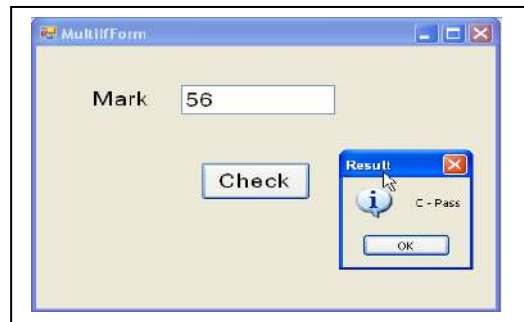 MultiIfForm
Mark 56
Check
Result
C - Pass
OK